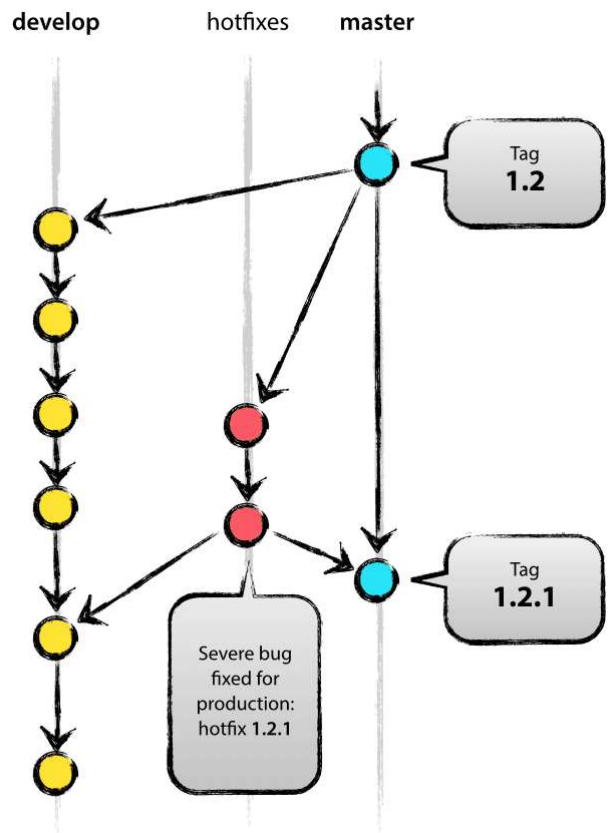 develop
hotfixes
master
Tag
1.2
Tag
1.2.1
Severe bug
fixed for
production:
hotfix 1.2.1